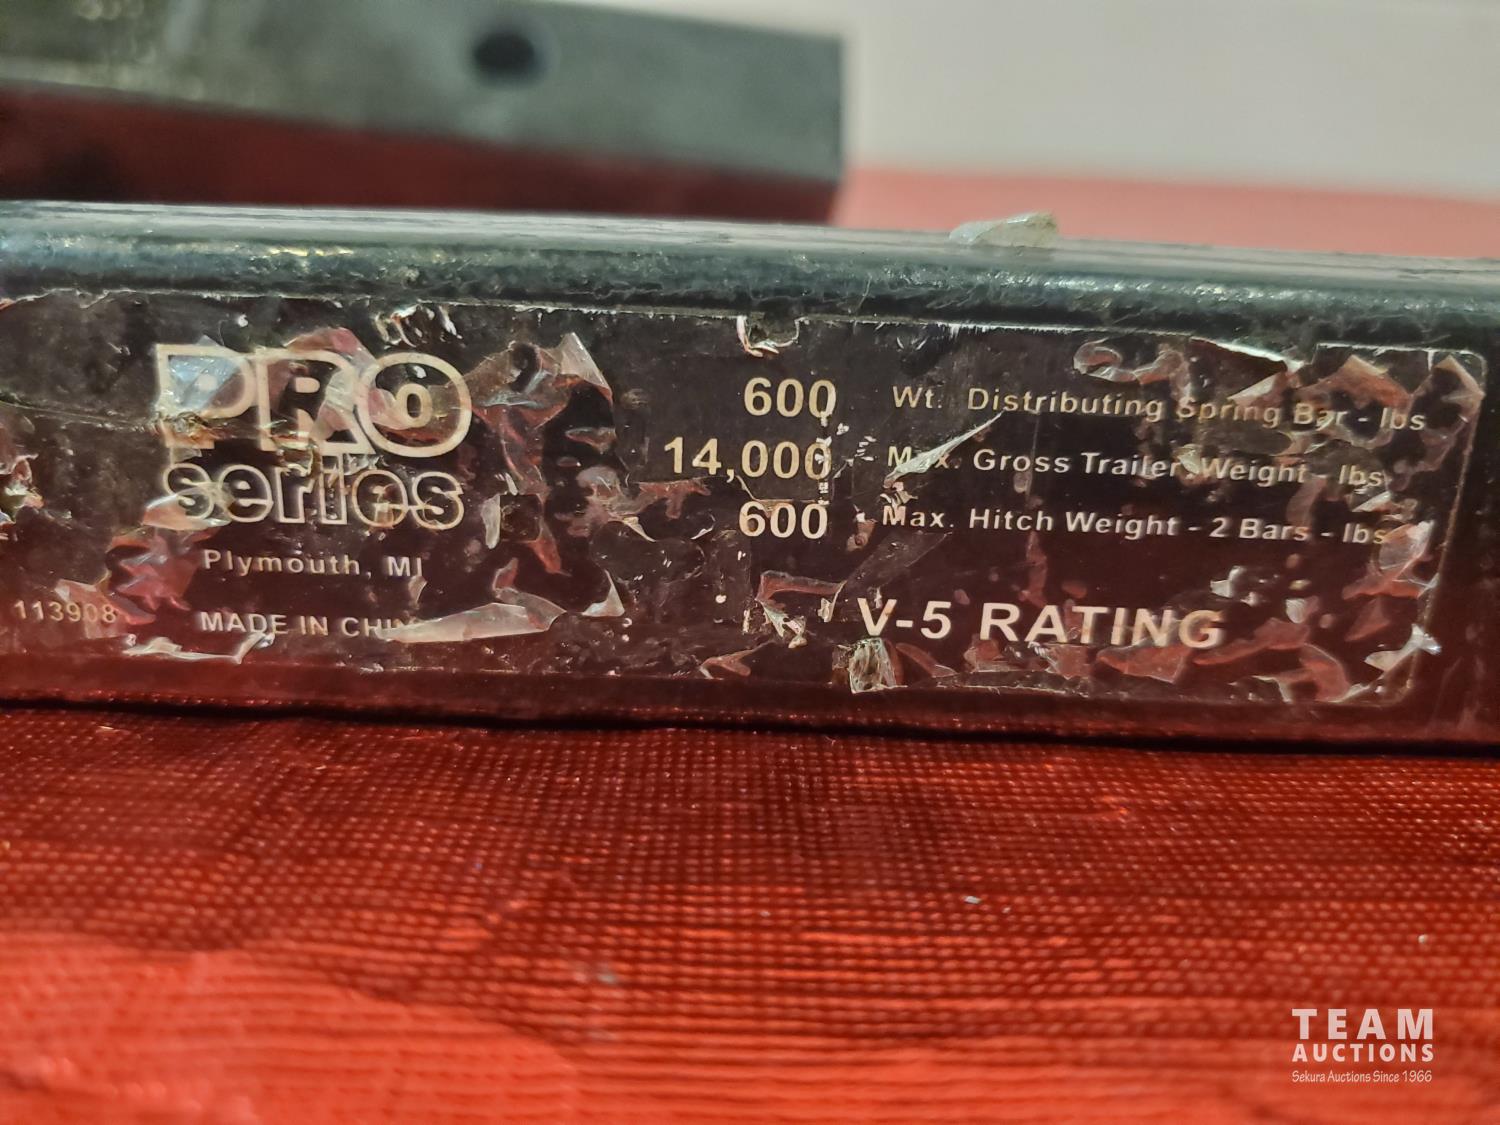 PRO
series
Plymouth, MI
113908
MADE IN CHIN
600 Wt. Distributing Spring Bar - lbs
14,000 - Max. Gross Trailer Weight - lbs
600 - Max. Hitch Weight - 2 Bars - lbs
V-5 RATING
TEAM
AUCTIONS
Sekura Auctions Since 1966